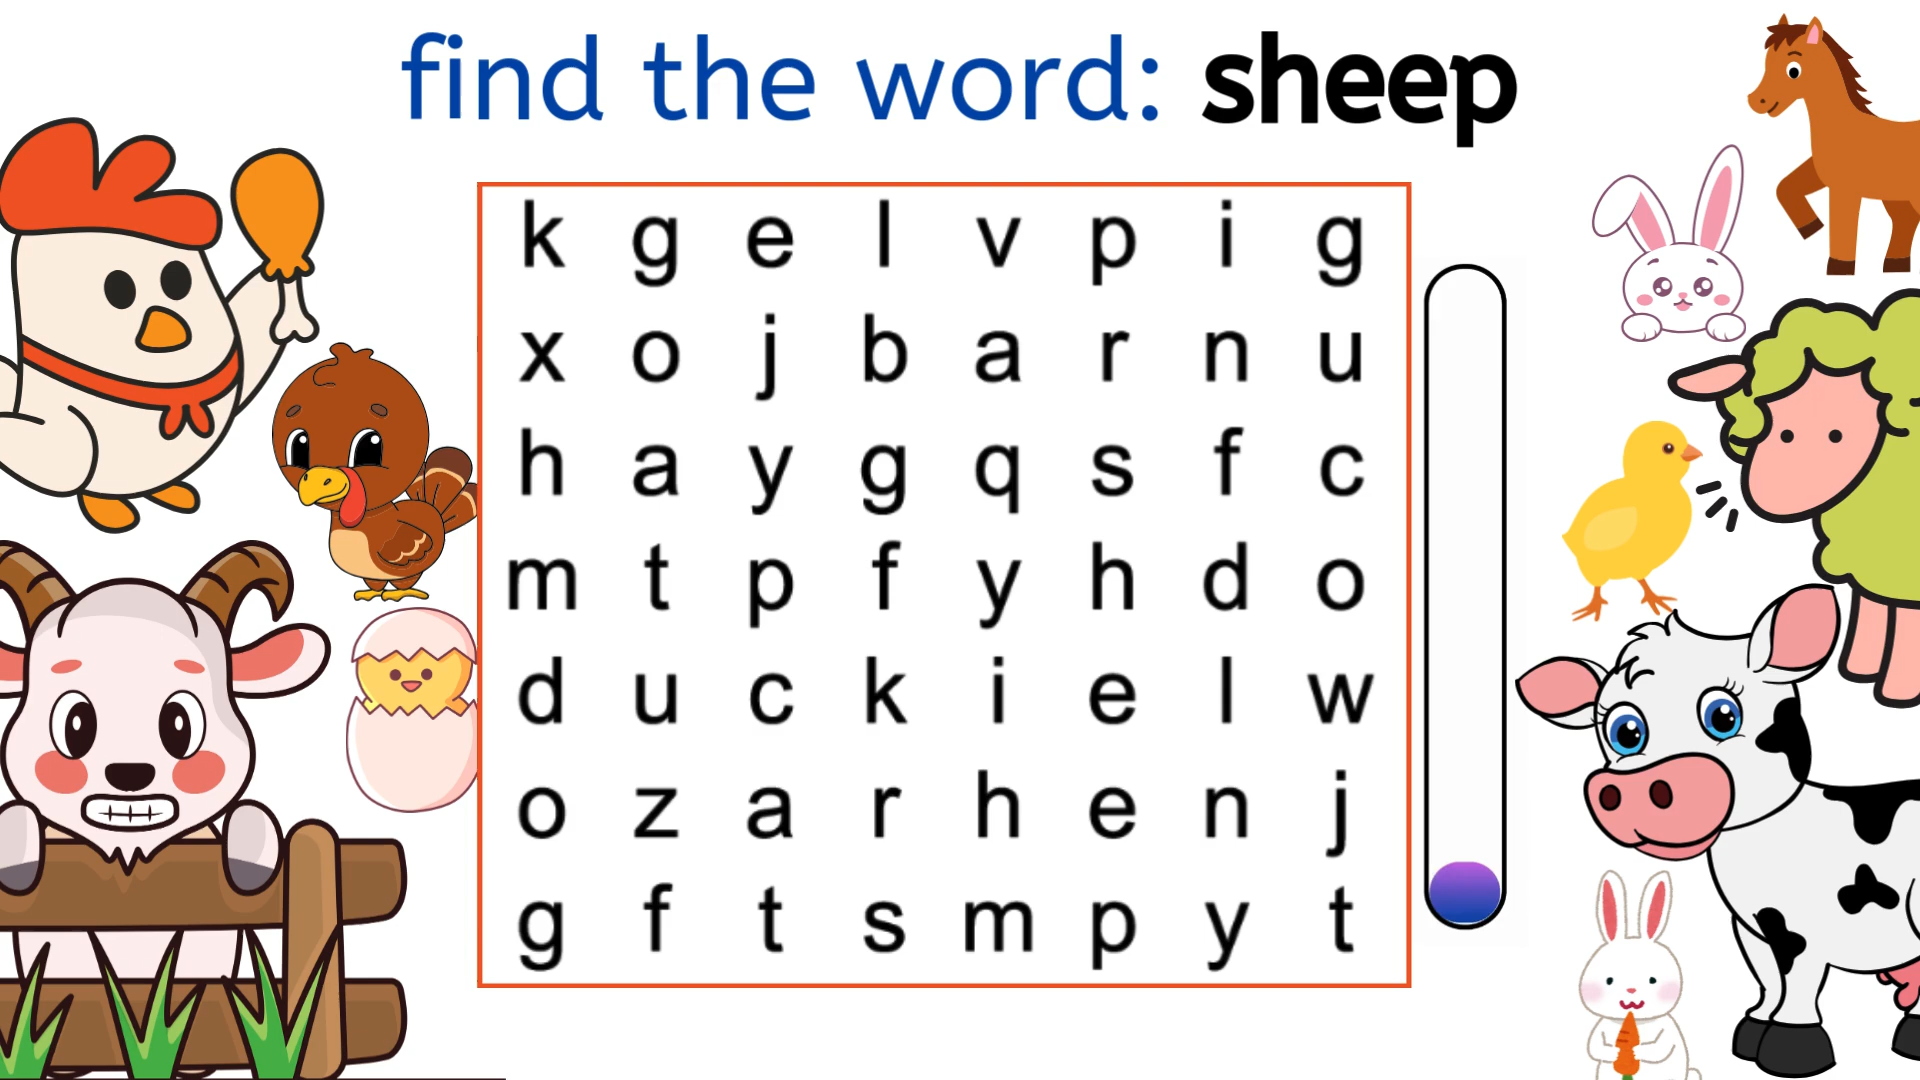 find the word: sheep
k g e l v p i g
x o j b a r n u
h a y g q s f c
m t p f y h d o
d u c k i e l w
o z a r h e n j
g f t s m p y t